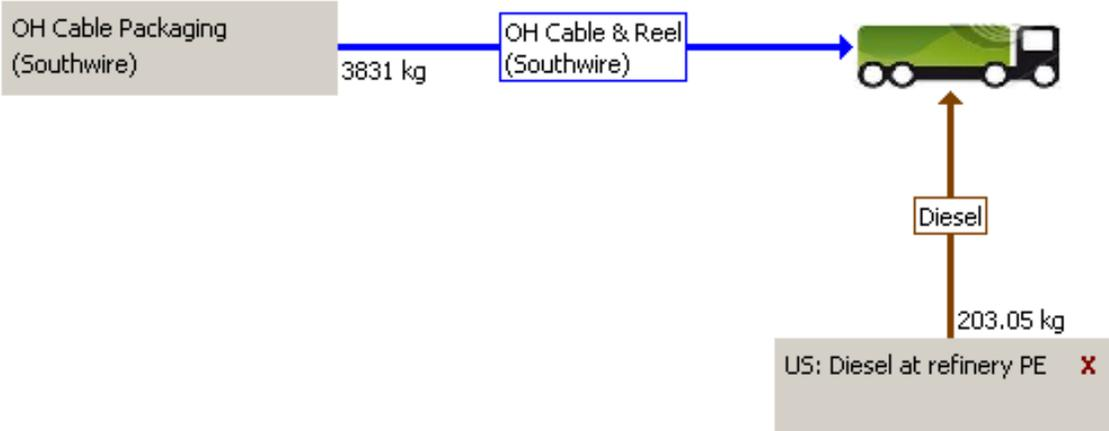 OH Cable Packaging
(Southwire)
3831 kg
OH Cable & Reel
(Southwire)
Diesel
203.05 kg
US: Diesel at refinery PE X